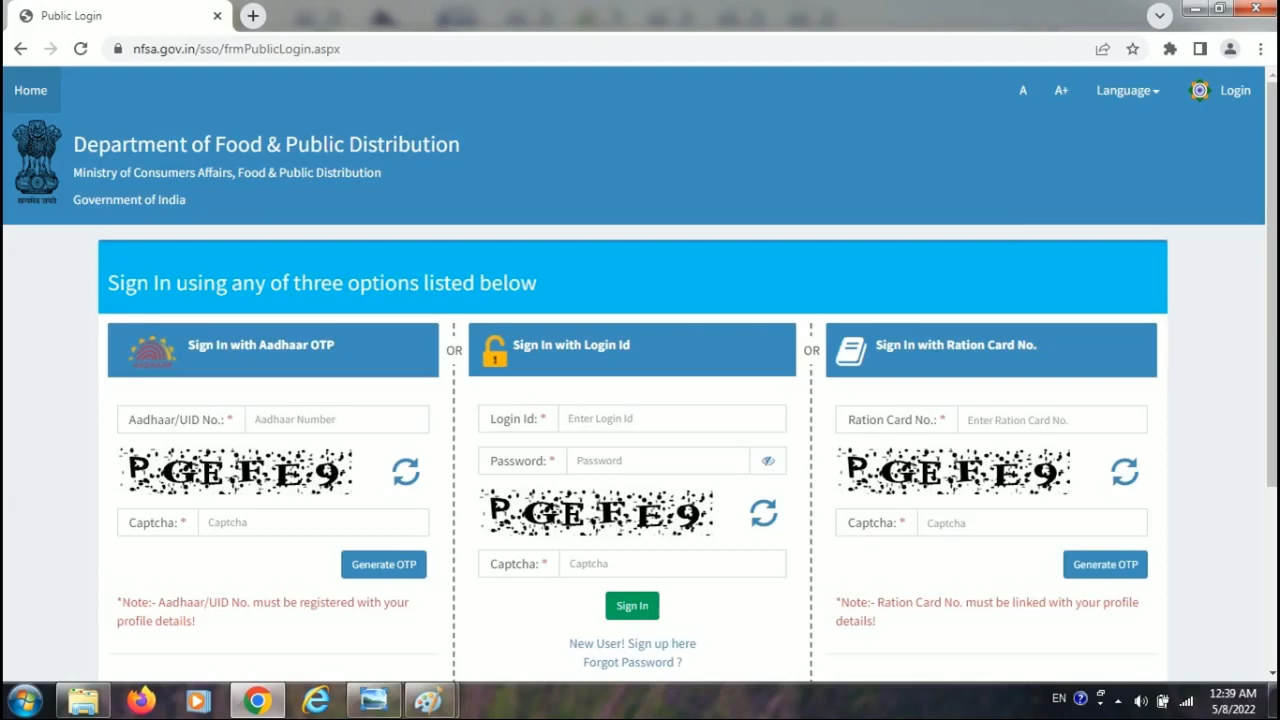 Public Login
nfsa.gov.in/sso/frmPublicLogin.aspx
Home
A
A+
Language
Login
Department of Food & Public Distribution
Ministry of Consumers Affairs, Food & Public Distribution
Government of India
सत्यमेव जयते
Sign In using any of three options listed below
Sign In with Aadhaar OTP
Aadhaar/UID No.: * Aadhaar Number
PGEFE9
Captcha: * Captcha
Generate OTP
*Note:- Aadhaar/UID No. must be registered with your
profile details!
OR
Sign In with Login Id
Login Id: * Enter Login Id
Password: * Password
PGEFE9
Captcha: * Captcha
Sign In
New User! Sign up here
Forgot Password ?
OR
Sign In with Ration Card No.
Ration Card No.: * Enter Ration Card No.
PGEFE9
Captcha: * Captcha
Generate OTP
*Note:- Ration Card No. must be linked with your profile
details!
EN
12:39 AM
5/8/2022